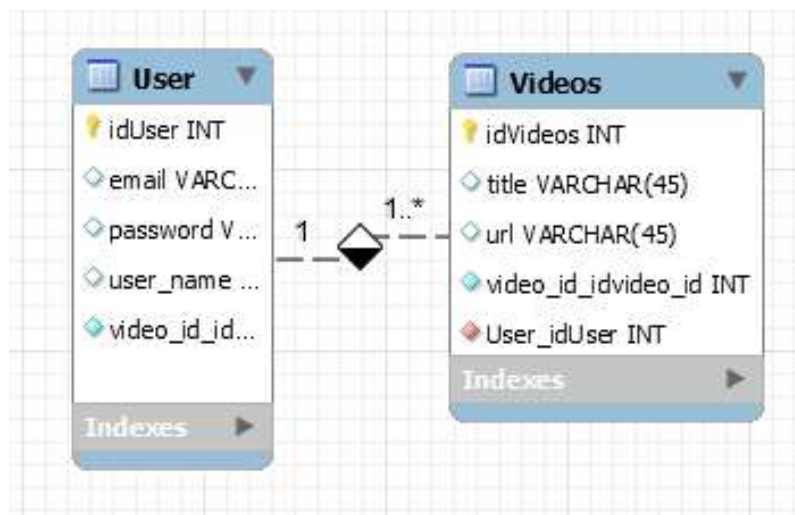 User
idUser INT
email VARC...
password V...
user_name ...
video_id_id...
Indexes
1
1..*
Videos
idVideos INT
title VARCHAR(45)
url VARCHAR(45)
video_id_idvideo_id INT
User_idUser INT
Indexes